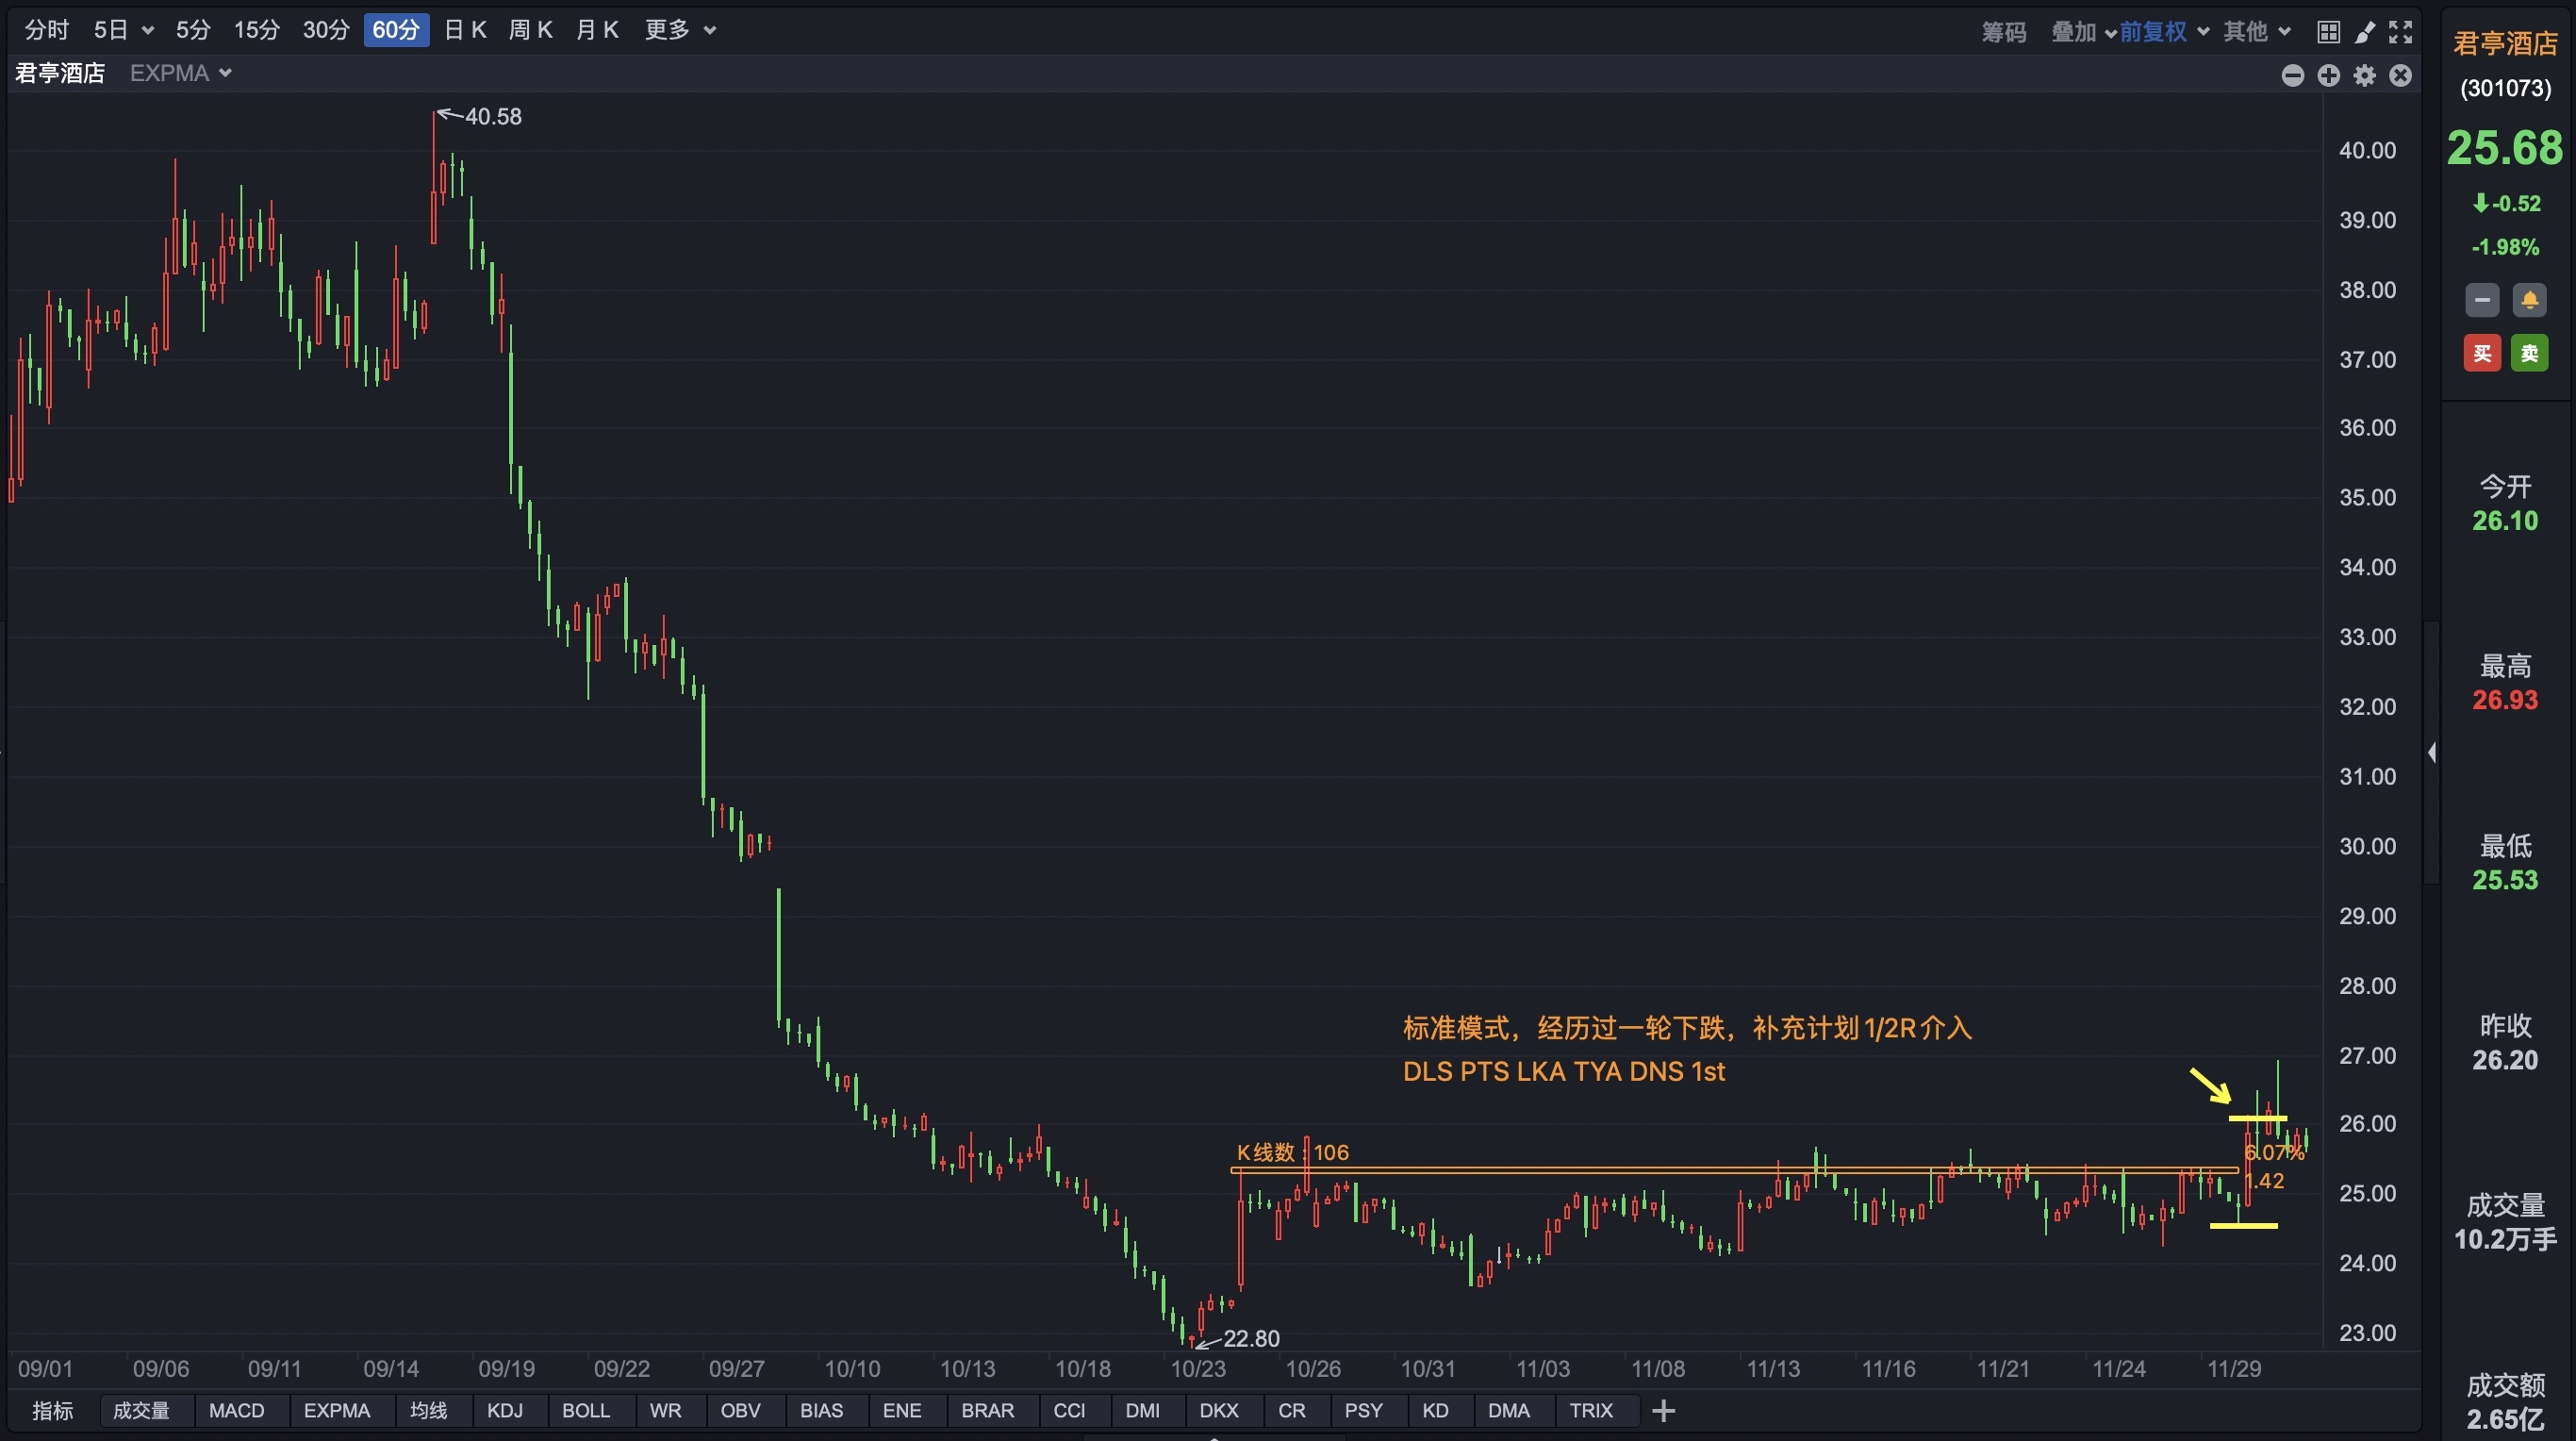 分时 5日 5分 15分 30分 60分 日K 周K 月K 更多 筹码 叠加 前复权 其他
君亭酒店 EXPMA
40.58
40.00
39.00
38.00
37.00
36.00
35.00
34.00
33.00
32.00
31.00
30.00
29.00
28.00
27.00
26.00
25.00
24.00
23.00
标准模式，经历过一轮下跌，补充计划1/2R介入
DLS PTS LKA TYA DNS 1st
K线数：106
6.07%
1.42
22.80
09/01 09/06 09/11 09/14 09/19 09/22 09/27 10/10 10/13 10/18 10/23 10/26 10/31 11/03 11/08 11/13 11/16 11/21 11/24 11/29
指标 成交量 MACD EXPMA 均线 KDJ BOLL WR OBV BIAS ENE BRAR CCI DMI DKX CR PSY KD DMA TRIX
君亭酒店
(301073)
25.68
-0.52
-1.98%
买 卖
今开
26.10
最高
26.93
最低
25.53
昨收
26.20
成交量
10.2万手
成交额
2.65亿